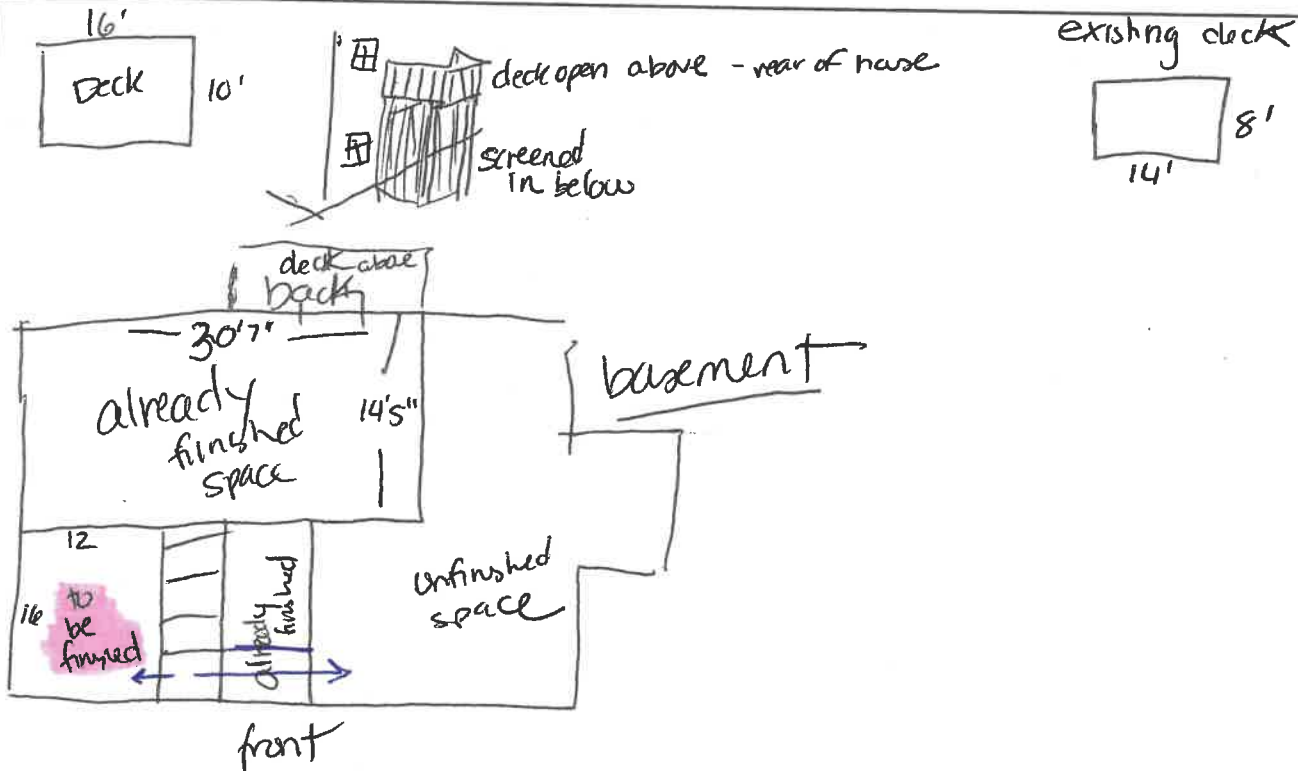 16'
Deck
10'
deck open above - rear of house
screened
in below
existing deck
8'
14'
deck above
back
30'7"
14'5"
already
finished
space
basement
12
16
to
be
finished
already
finished
unfinished
space
front